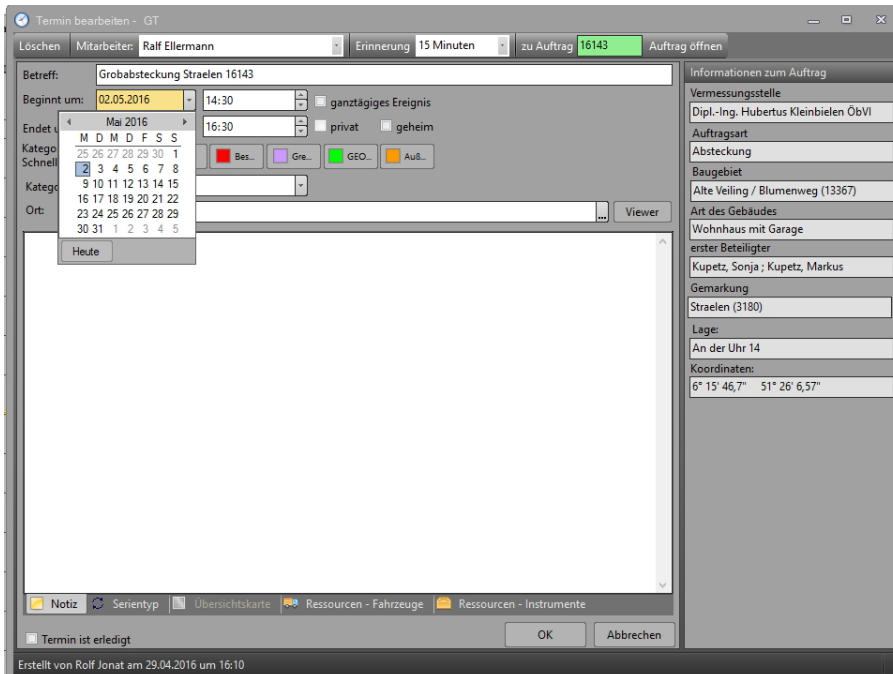 Termin bearbeiten - GT
Löschen Mitarbeiter: Ralf Ellermann Erinnerung 15 Minuten zu Auftrag 16143 Auftrag öffnen
Betreff: Grobabsteckung Straelen 16143
Beginnt um: 02.05.2016 14:30 ganztägiges Ereignis
Endet 16:30 privat geheim
Mai 2016
M D M D F S S
25 26 27 28 29 30 1
2 3 4 5 6 7 8
9 10 11 12 13 14 15
16 17 18 19 20 21 22
23 24 25 26 27 28 29
30 31 1 2 3 4 5
Heute
Katego
Schnell Bes... Gre... GEO... Auß...
Katego
Ort: ... Viewer
Notiz Serientyp Übersichtskarte Ressourcen - Fahrzeuge Ressourcen - Instrumente
Termin ist erledigt OK Abbrechen
Informationen zum Auftrag
Vermessungsstelle
Dipl.-Ing. Hubertus Kleinbielen ÖbVI
Auftragsart
Absteckung
Baugebiet
Alte Veiling / Blumenweg (13367)
Art des Gebäudes
Wohnhaus mit Garage
erster Beteiligter
Kupetz, Sonja ; Kupetz, Markus
Gemarkung
Straelen (3180)
Lage:
An der Uhr 14
Koordinaten:
6° 15' 46,7" 51° 26' 6,57"
Erstellt von Rolf Jonat am 29.04.2016 um 16:10